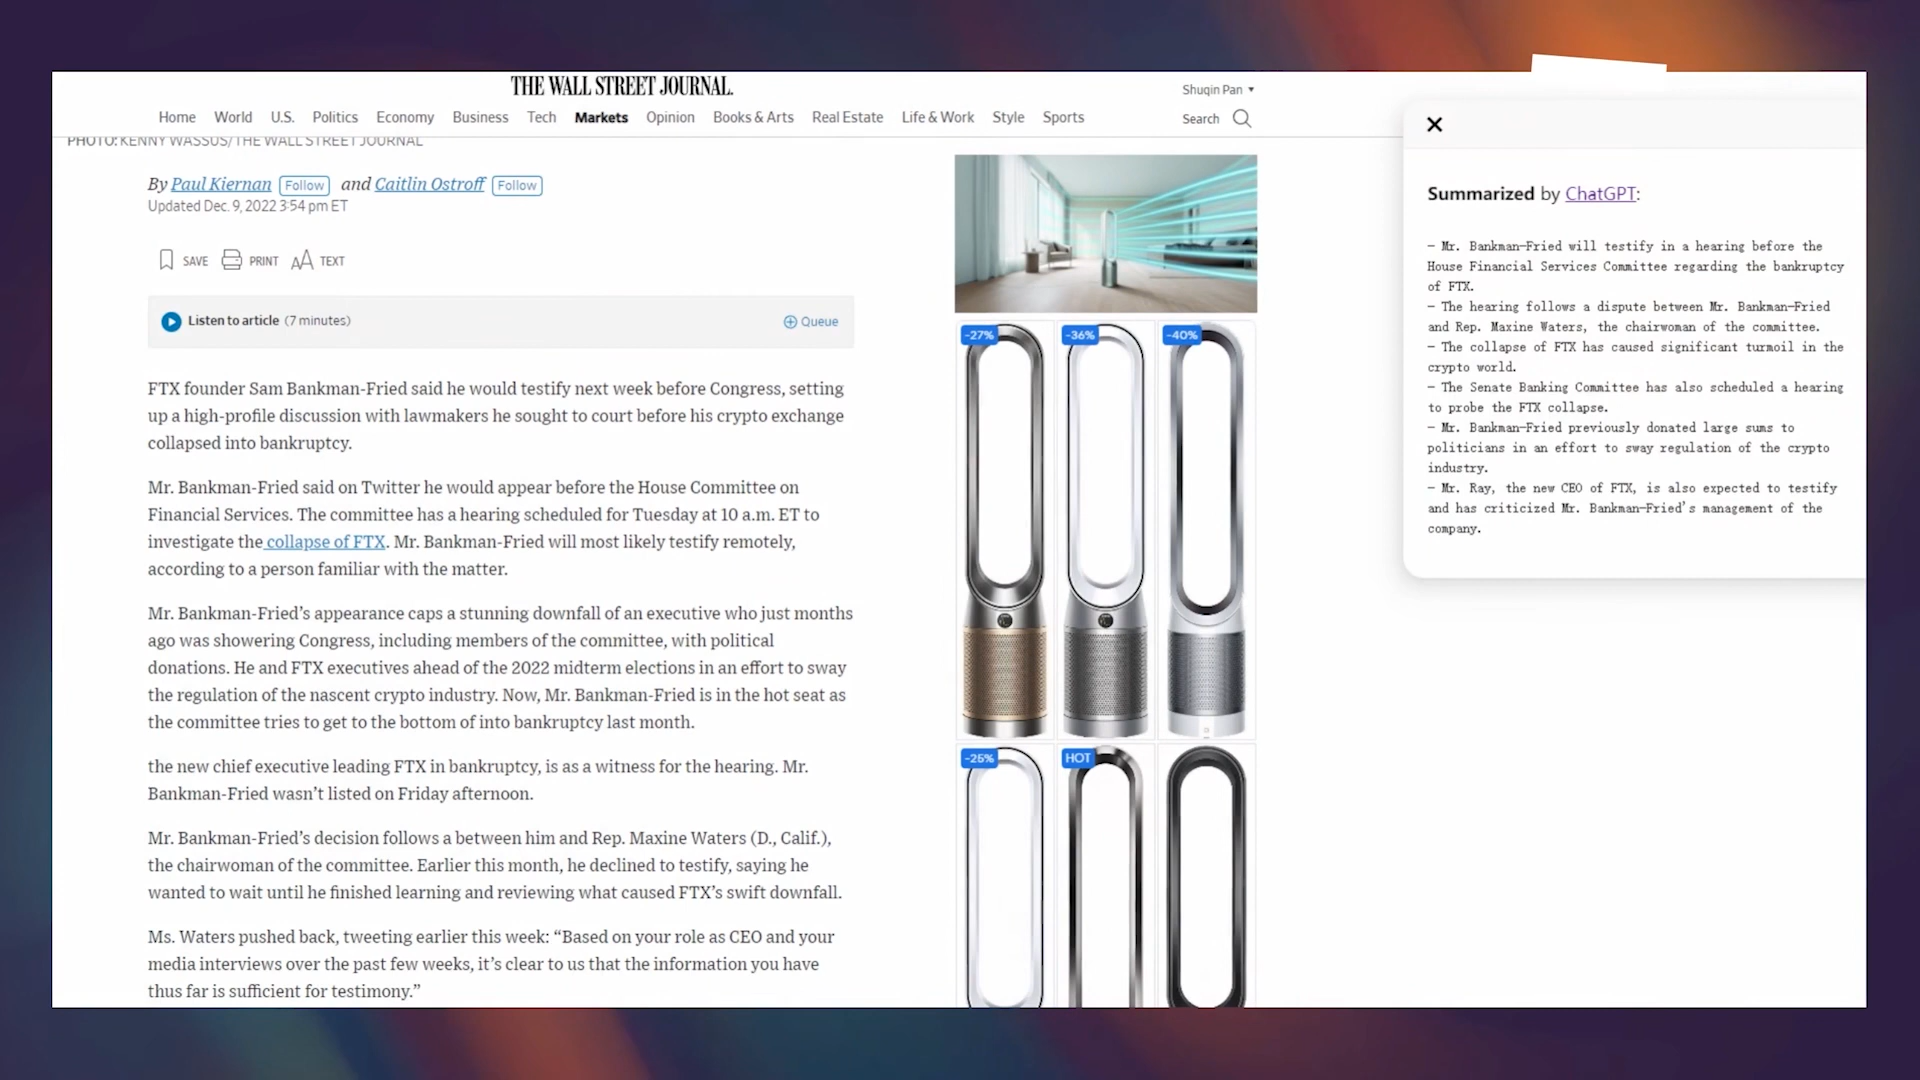 THE WALL STREET JOURNAL.
Shuqin Pan
Home World U.S. Politics Economy Business Tech Markets Opinion Books & Arts Real Estate Life & Work Style Sports
Search
PHOTO: KENNY WASSUS/THE WALL STREET JOURNAL
By Paul Kiernan Follow and Caitlin Ostroff Follow
Updated Dec. 9, 2022 3:54 pm ET
SAVE PRINT AA TEXT
Listen to article (7 minutes)
Queue
FTX founder Sam Bankman-Fried said he would testify next week before Congress, setting
up a high-profile discussion with lawmakers he sought to court before his crypto exchange
collapsed into bankruptcy.
Mr. Bankman-Fried said on Twitter he would appear before the House Committee on
Financial Services. The committee has a hearing scheduled for Tuesday at 10 a.m. ET to
investigate the collapse of FTX. Mr. Bankman-Fried will most likely testify remotely,
according to a person familiar with the matter.
Mr. Bankman-Fried’s appearance caps a stunning downfall of an executive who just months
ago was showering Congress, including members of the committee, with political
donations. He and FTX executives ahead of the 2022 midterm elections in an effort to sway
the regulation of the nascent crypto industry. Now, Mr. Bankman-Fried is in the hot seat as
the committee tries to get to the bottom of into bankruptcy last month.
the new chief executive leading FTX in bankruptcy, is as a witness for the hearing. Mr.
Bankman-Fried wasn’t listed on Friday afternoon.
Mr. Bankman-Fried’s decision follows a between him and Rep. Maxine Waters (D., Calif.),
the chairwoman of the committee. Earlier this month, he declined to testify, saying he
wanted to wait until he finished learning and reviewing what caused FTX’s swift downfall.
Ms. Waters pushed back, tweeting earlier this week: “Based on your role as CEO and your
media interviews over the past few weeks, it’s clear to us that the information you have
thus far is sufficient for testimony.”
-27% -36% -40%
-25% HOT
Summarized by ChatGPT:
- Mr. Bankman-Fried will testify in a hearing before the
House Financial Services Committee regarding the bankruptcy
of FTX.
- The hearing follows a dispute between Mr. Bankman-Fried
and Rep. Maxine Waters, the chairwoman of the committee.
- The collapse of FTX has caused significant turmoil in the
crypto world.
- The Senate Banking Committee has also scheduled a hearing
to probe the FTX collapse.
- Mr. Bankman-Fried previously donated large sums to
politicians in an effort to sway regulation of the crypto
industry.
- Mr. Ray, the new CEO of FTX, is also expected to testify
and has criticized Mr. Bankman-Fried's management of the
company.